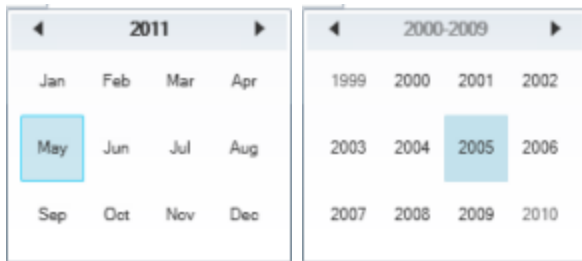 2011
Jan Feb Mar Apr
May Jun Jul Aug
Sep Oct Nov Dec
2000-2009
1999 2000 2001 2002
2003 2004 2005 2006
2007 2008 2009 2010